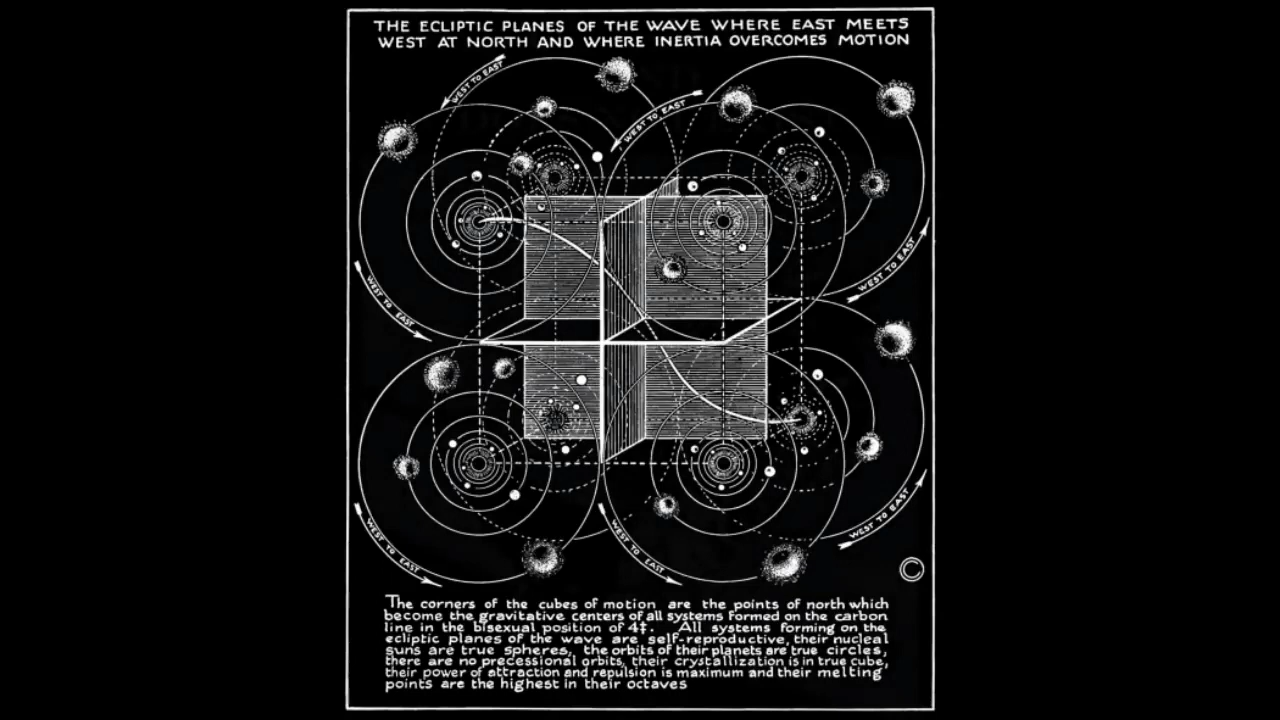 THE ECLIPTIC PLANES OF THE WAVE WHERE EAST MEETS
WEST AT NORTH AND WHERE INERTIA OVERCOMES MOTION
WEST TO EAST
WEST TO EAST
WEST TO EAST
WEST TO EAST
WEST TO EAST
WEST TO EAST
WEST TO EAST
©
The corners of the cubes of motion are the points of north which
become the gravitative centers of all systems formed on the carbon
line in the bisexual position of 4‡. All systems forming on the
ecliptic planes of the wave are self-reproductive, their nuclear
suns are true spheres, the orbits of their planets are true circles,
there are no precessional orbits, their crystallization is in true cube,
their power of attraction and repulsion is maximum and their melting
points are the highest in their octaves